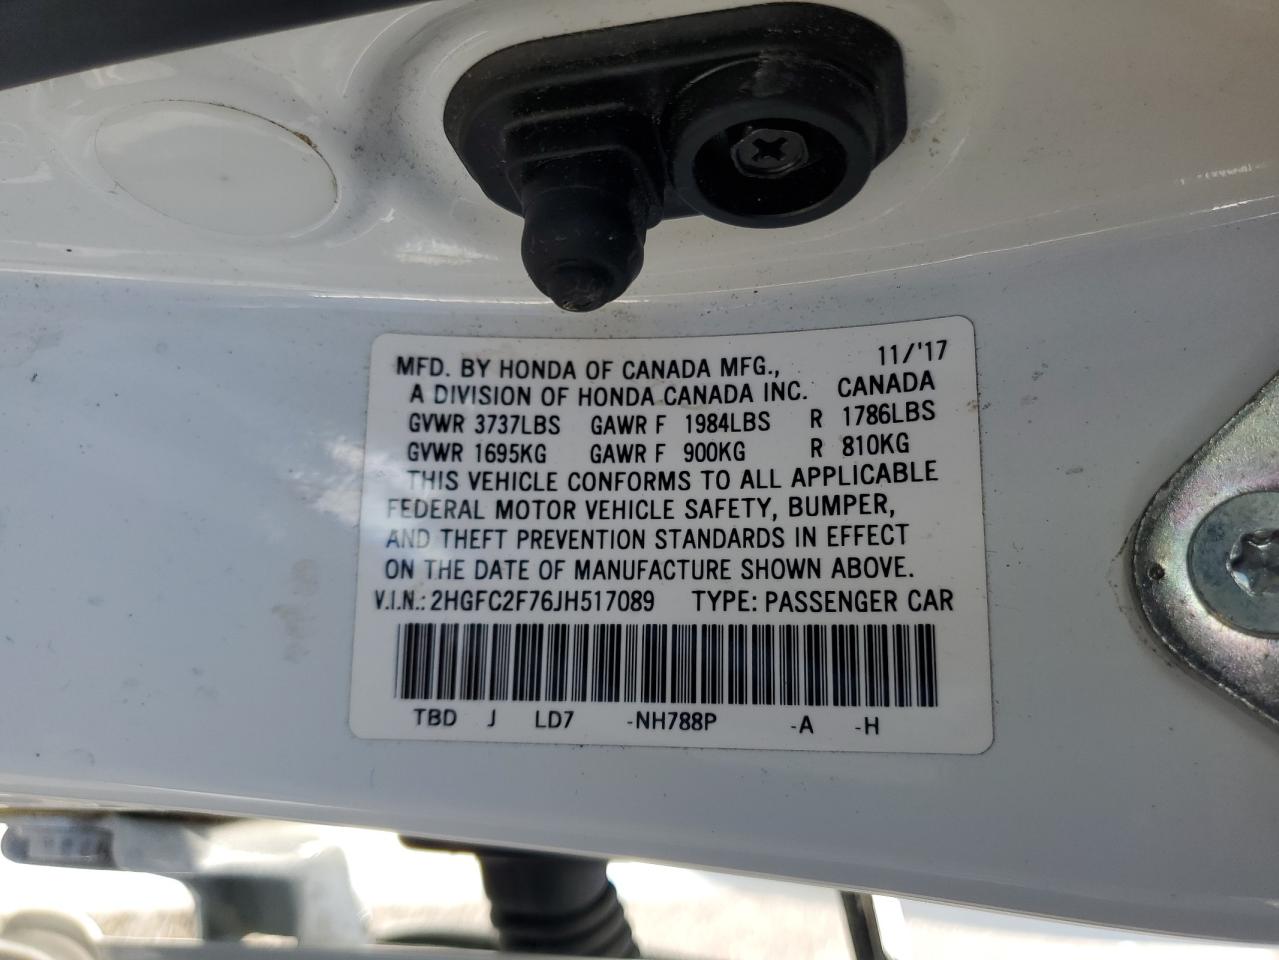 MFD. BY HONDA OF CANADA MFG., 11/'17
A DIVISION OF HONDA CANADA INC. CANADA
GVWR 3737LBS GAWR F 1984LBS R 1786LBS
GVWR 1695KG GAWR F 900KG R 810KG
THIS VEHICLE CONFORMS TO ALL APPLICABLE
FEDERAL MOTOR VEHICLE SAFETY, BUMPER,
AND THEFT PREVENTION STANDARDS IN EFFECT
ON THE DATE OF MANUFACTURE SHOWN ABOVE.
V.I.N.: 2HGFC2F76JH517089 TYPE: PASSENGER CAR
TBD J LD7 -NH788P -A -H